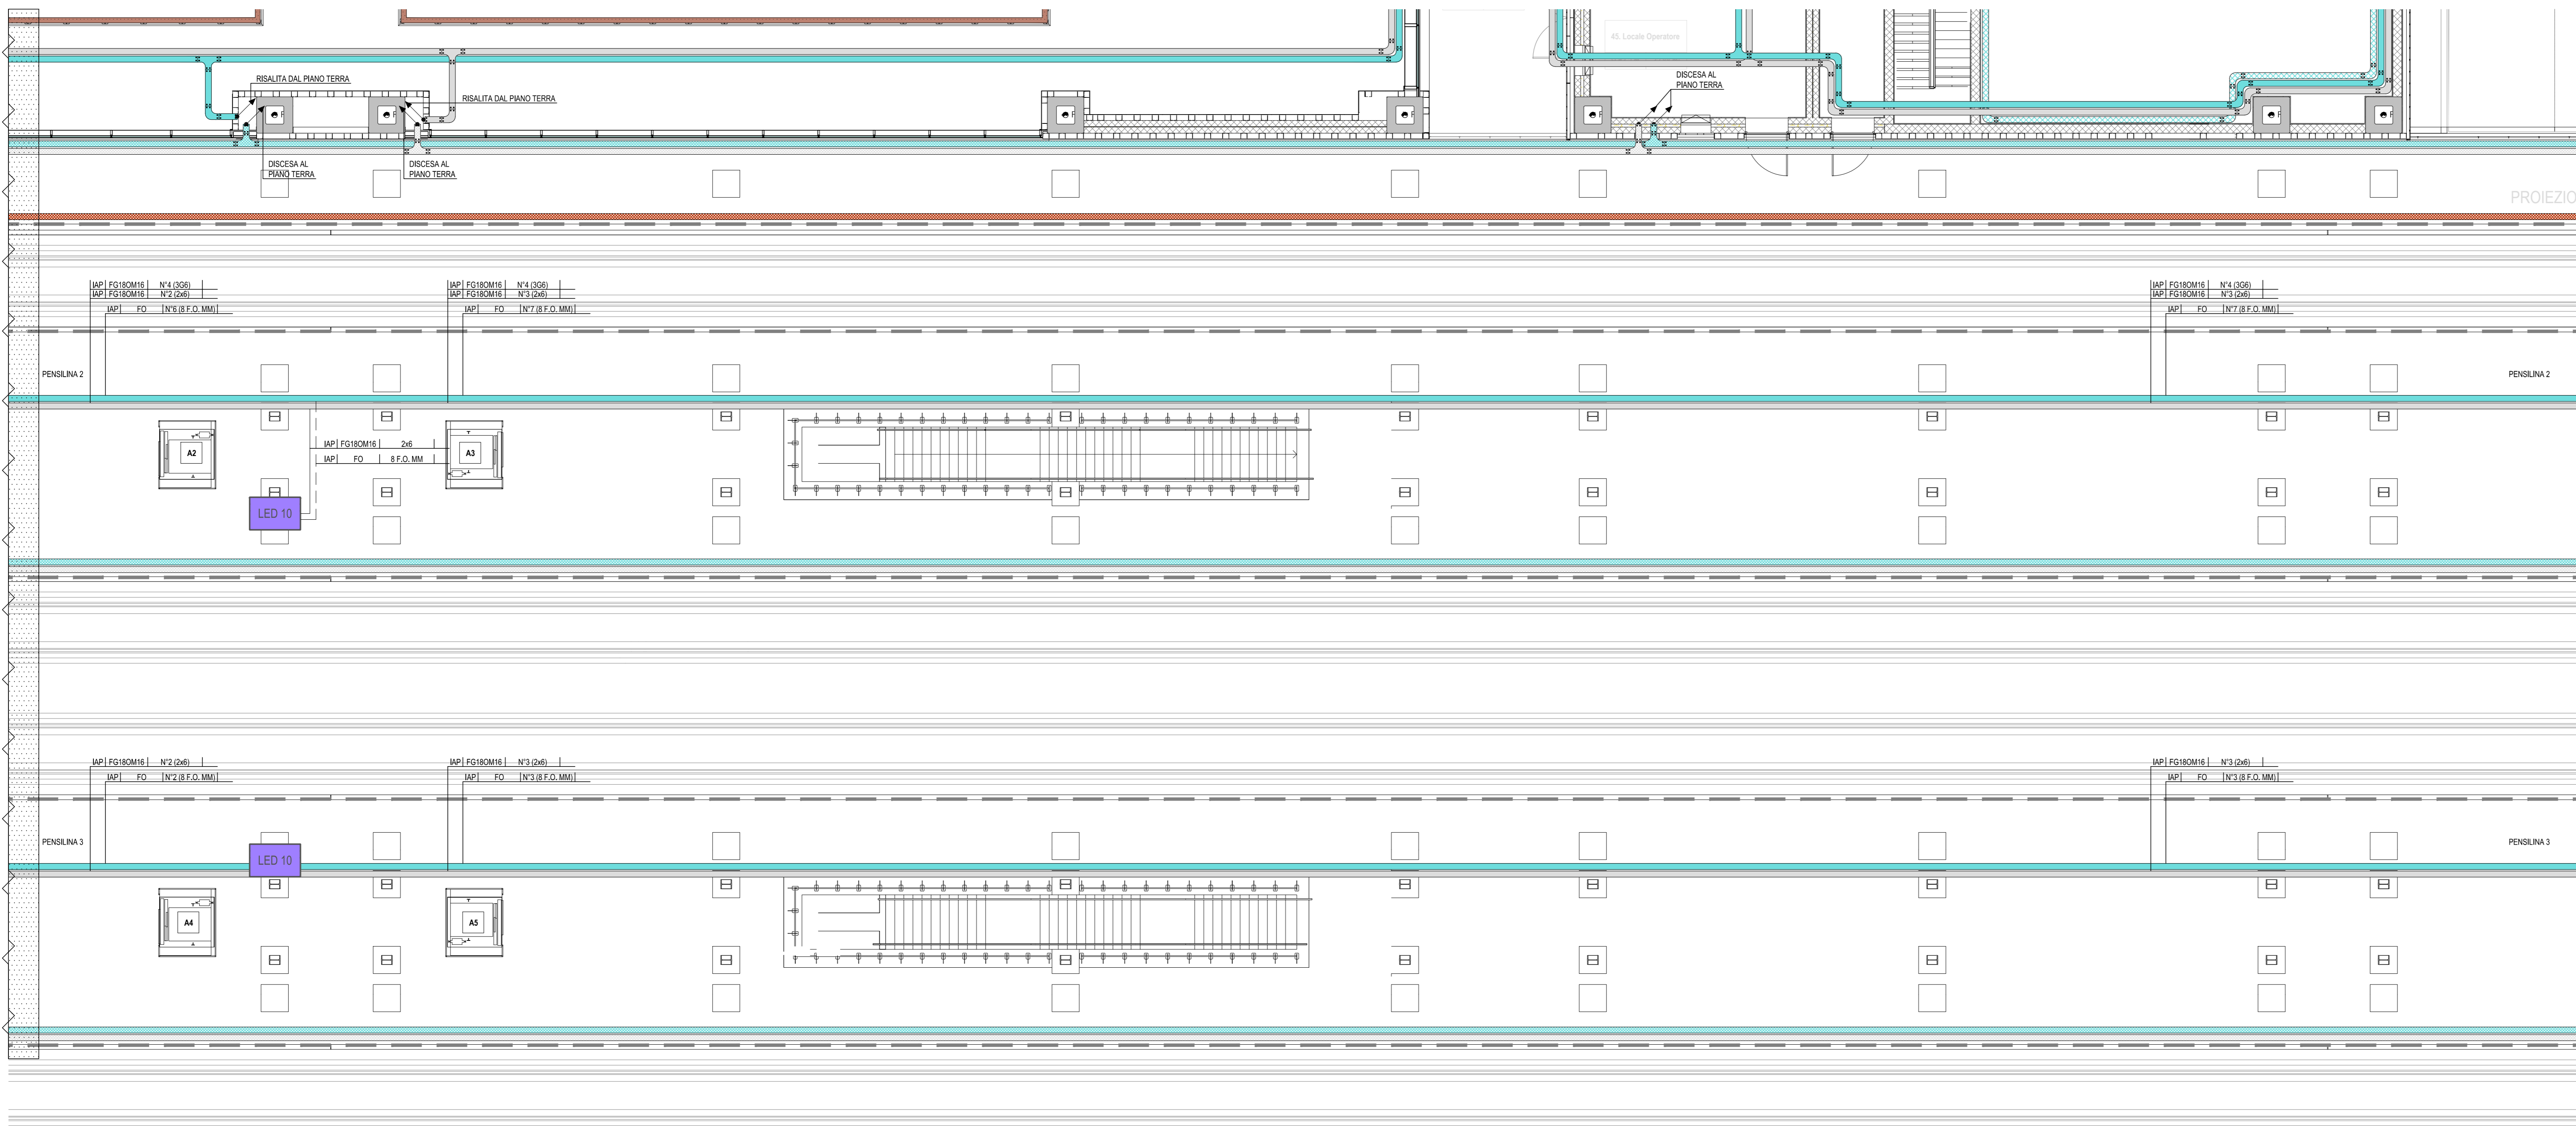 45. Locale Operatore
RISALITA DAL PIANO TERRA
RISALITA DAL PIANO TERRA
DISCESA AL
PIANO TERRA
F
F
F
F
F
F
F
DISCESA AL
PIANO TERRA
DISCESA AL
PIANO TERRA
PROIEZIO
IAP FG18OM16 N°4 (3G6)
IAP FG18OM16 N°2 (2x6)
IAP FO N°6 (8 F.O. MM)
IAP FG18OM16 N°4 (3G6)
IAP FG18OM16 N°3 (2x6)
IAP FO N°7 (8 F.O. MM)
IAP FG18OM16 N°4 (3G6)
IAP FG18OM16 N°3 (2x6)
IAP FO N°7 (8 F.O. MM)
PENSILINA 2
PENSILINA 2
IAP FG18OM16 2x6
IAP FO 8 F.O. MM
A2
A3
LED 10
IAP FG18OM16 N°2 (2x6)
IAP FO N°2 (8 F.O. MM)
IAP FG18OM16 N°3 (2x6)
IAP FO N°3 (8 F.O. MM)
IAP FG18OM16 N°3 (2x6)
IAP FO N°3 (8 F.O. MM)
PENSILINA 3
PENSILINA 3
LED 10
A4
A5